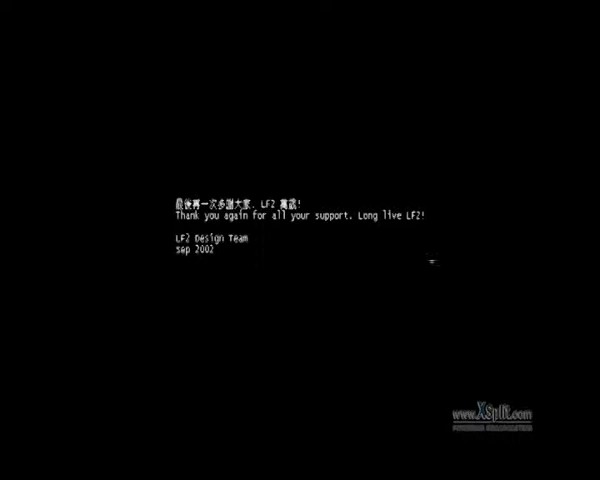 最後再一次多謝大家. LF2 萬歲!
Thank you again for all your support. Long live LF2!
LF2 Design Team
sep 2002
www.XSplit.com